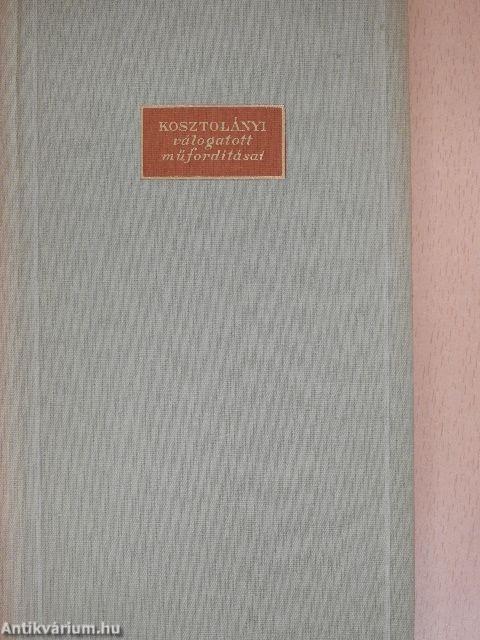 KOSZTOLÁNYI
válogatott
műfordításai
Antikvárium.hu